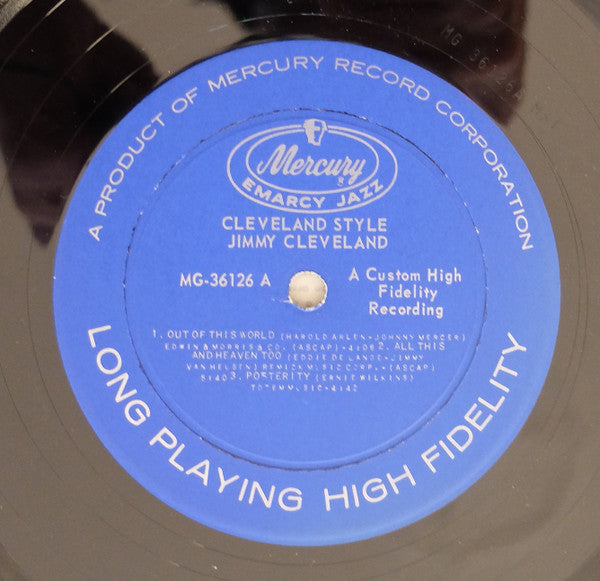 MG 36126A
A PRODUCT OF MERCURY RECORD CORPORATION
Mercury
EMARCY JAZZ
CLEVELAND STYLE
JIMMY CLEVELAND
MG-36126 A
A Custom High
Fidelity
Recording
1. OUT OF THIS WORLD (HAROLD ARLEN-JOHNNY MERCER)
EDWIN H MORRIS & CO. (ASCAP)-4:06 2. ALL THIS
AND HEAVEN TOO (EDDIE DE LANGE-JIMMY
VAN HEUSEN) REMICK MUSIC CORP.-(ASCAP)
5:40 3. POSTERITY (ERNIE WILKINS)
MUSIC-4:42
LONG PLAYING HIGH FIDELITY